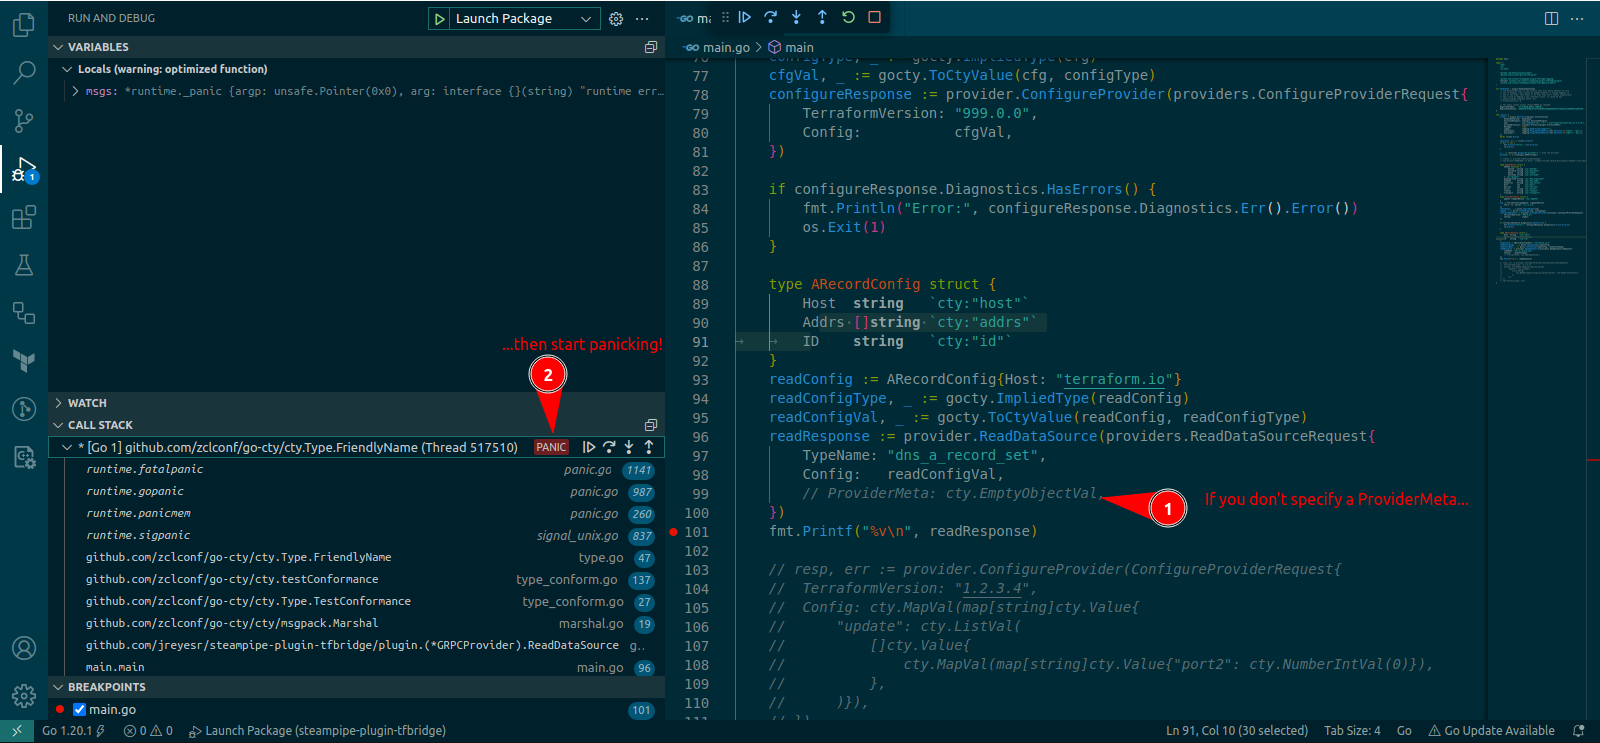 RUN AND DEBUG
Launch Package
VARIABLES
Locals (warning: optimized function)
msgs: *runtime._panic {argp: unsafe.Pointer(0x0), arg: interface {}(string) "runtime err...
...then start panicking!
2
WATCH
CALL STACK
* [Go 1] github.com/zclconf/go-cty/cty.Type.FriendlyName (Thread 517510) PANIC
runtime.fatalpanic panic.go 1141
runtime.gopanic panic.go 987
runtime.panicmem panic.go 260
runtime.sigpanic signal_unix.go 837
github.com/zclconf/go-cty/cty.Type.FriendlyName type.go 47
github.com/zclconf/go-cty/cty.testConformance type_conform.go 137
github.com/zclconf/go-cty/cty.Type.TestConformance type_conform.go 27
github.com/zclconf/go-cty/cty/msgpack.Marshal marshal.go 19
github.com/jreyesr/steampipe-plugin-tfbridge/plugin.(*GRPCProvider).ReadDataSource g..
main.main main.go 96
BREAKPOINTS
main.go 101
1
GO ma
GO main.go > main
76 configType, _ := gocty.ImpliedType(cfg)
77 cfgVal, _ := gocty.ToCtyValue(cfg, configType)
78 configureResponse := provider.ConfigureProvider(providers.ConfigureProviderRequest{
79 TerraformVersion: "999.0.0",
80 Config: cfgVal,
81 })
82
83 if configureResponse.Diagnostics.HasErrors() {
84 fmt.Println("Error:", configureResponse.Diagnostics.Err().Error())
85 os.Exit(1)
86 }
87
88 type ARecordConfig struct {
89 Host string `cty:"host"`
90 Addrs·[]string·`cty:"addrs"`
91 → → ID string `cty:"id"`
92 }
93 readConfig := ARecordConfig{Host: "terraform.io"}
94 readConfigType, _ := gocty.ImpliedType(readConfig)
95 readConfigVal, _ := gocty.ToCtyValue(readConfig, readConfigType)
96 readResponse := provider.ReadDataSource(providers.ReadDataSourceRequest{
97 TypeName: "dns_a_record_set",
98 Config: readConfigVal,
99 // ProviderMeta: cty.EmptyObjectVal,
1 If you don't specify a ProviderMeta...
100 })
101 fmt.Printf("%v\n", readResponse)
102
103 // resp, err := provider.ConfigureProvider(ConfigureProviderRequest{
104 // TerraformVersion: "1.2.3.4",
105 // Config: cty.MapVal(map[string]cty.Value{
106 // "update": cty.ListVal(
107 // []cty.Value{
108 // cty.MapVal(map[string]cty.Value{"port2": cty.NumberIntVal(0)}),
109 // },
110 // )}),
111 // })
Go 1.20.1 0 0 Launch Package (steampipe-plugin-tfbridge) Ln 91, Col 10 (30 selected) Tab Size: 4 Go Go Update Available